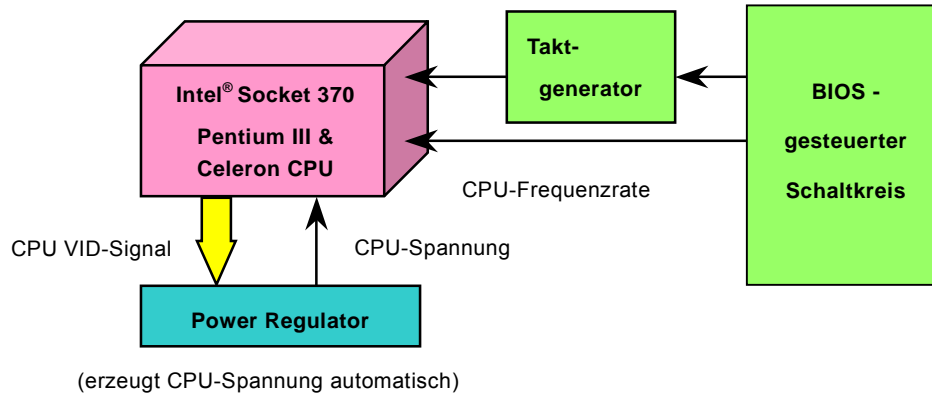 Intel® Socket 370
Pentium III &
Celeron CPU
Takt-
generator
BIOS -
gesteuerter
Schaltkreis
CPU-Frequenzrate
CPU VID-Signal
CPU-Spannung
Power Regulator
(erzeugt CPU-Spannung automatisch)